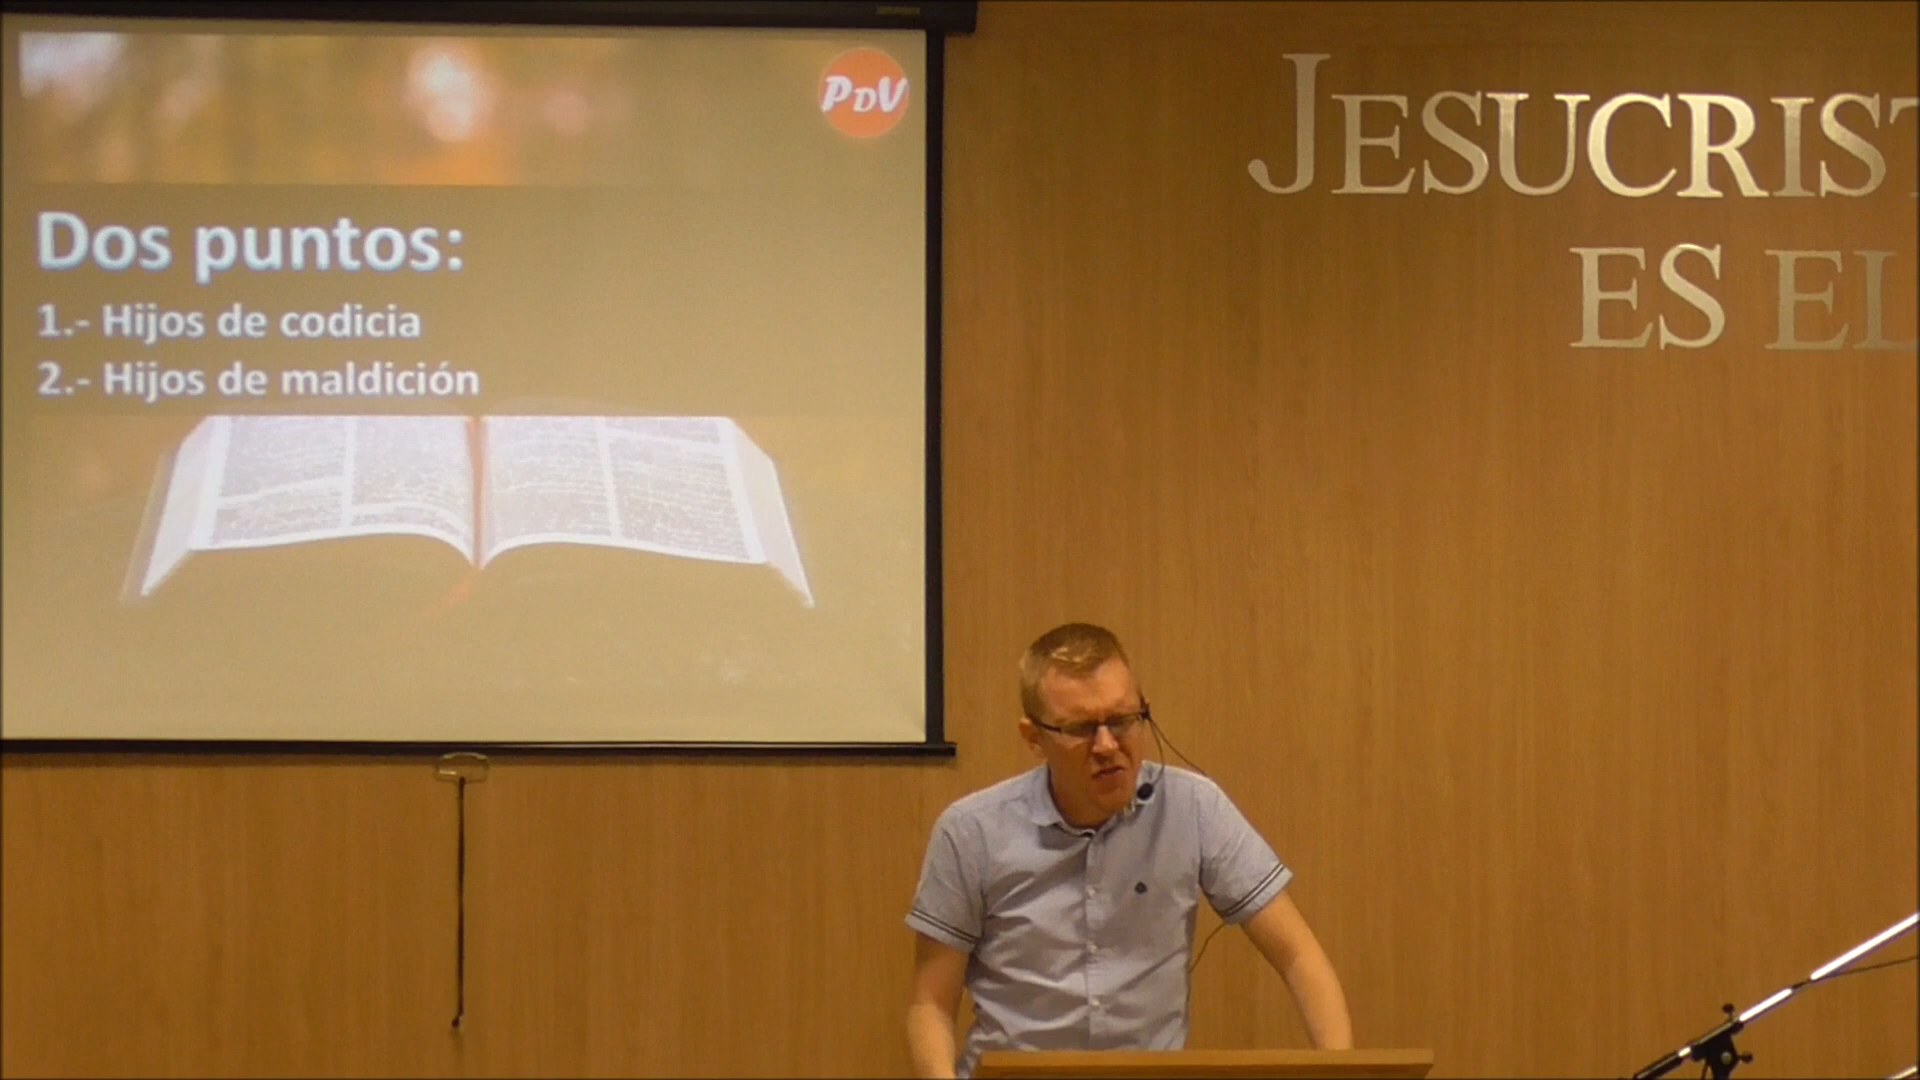 PDV
Dos puntos:
1.- Hijos de codicia
2.- Hijos de maldición
JESUCRIST
ES EL